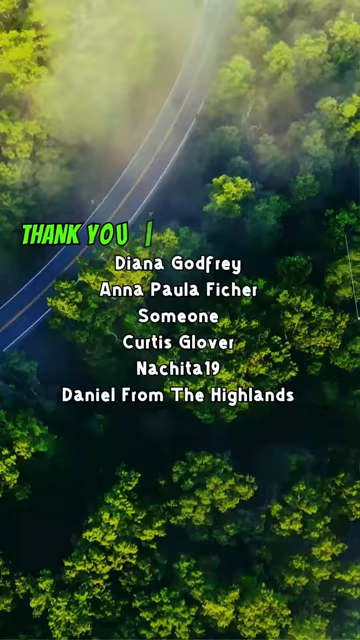 THANK YOU |
Diana Godfrey
Anna Paula Ficher
Someone
Curtis Glover
Nachita19
Daniel From The Highlands